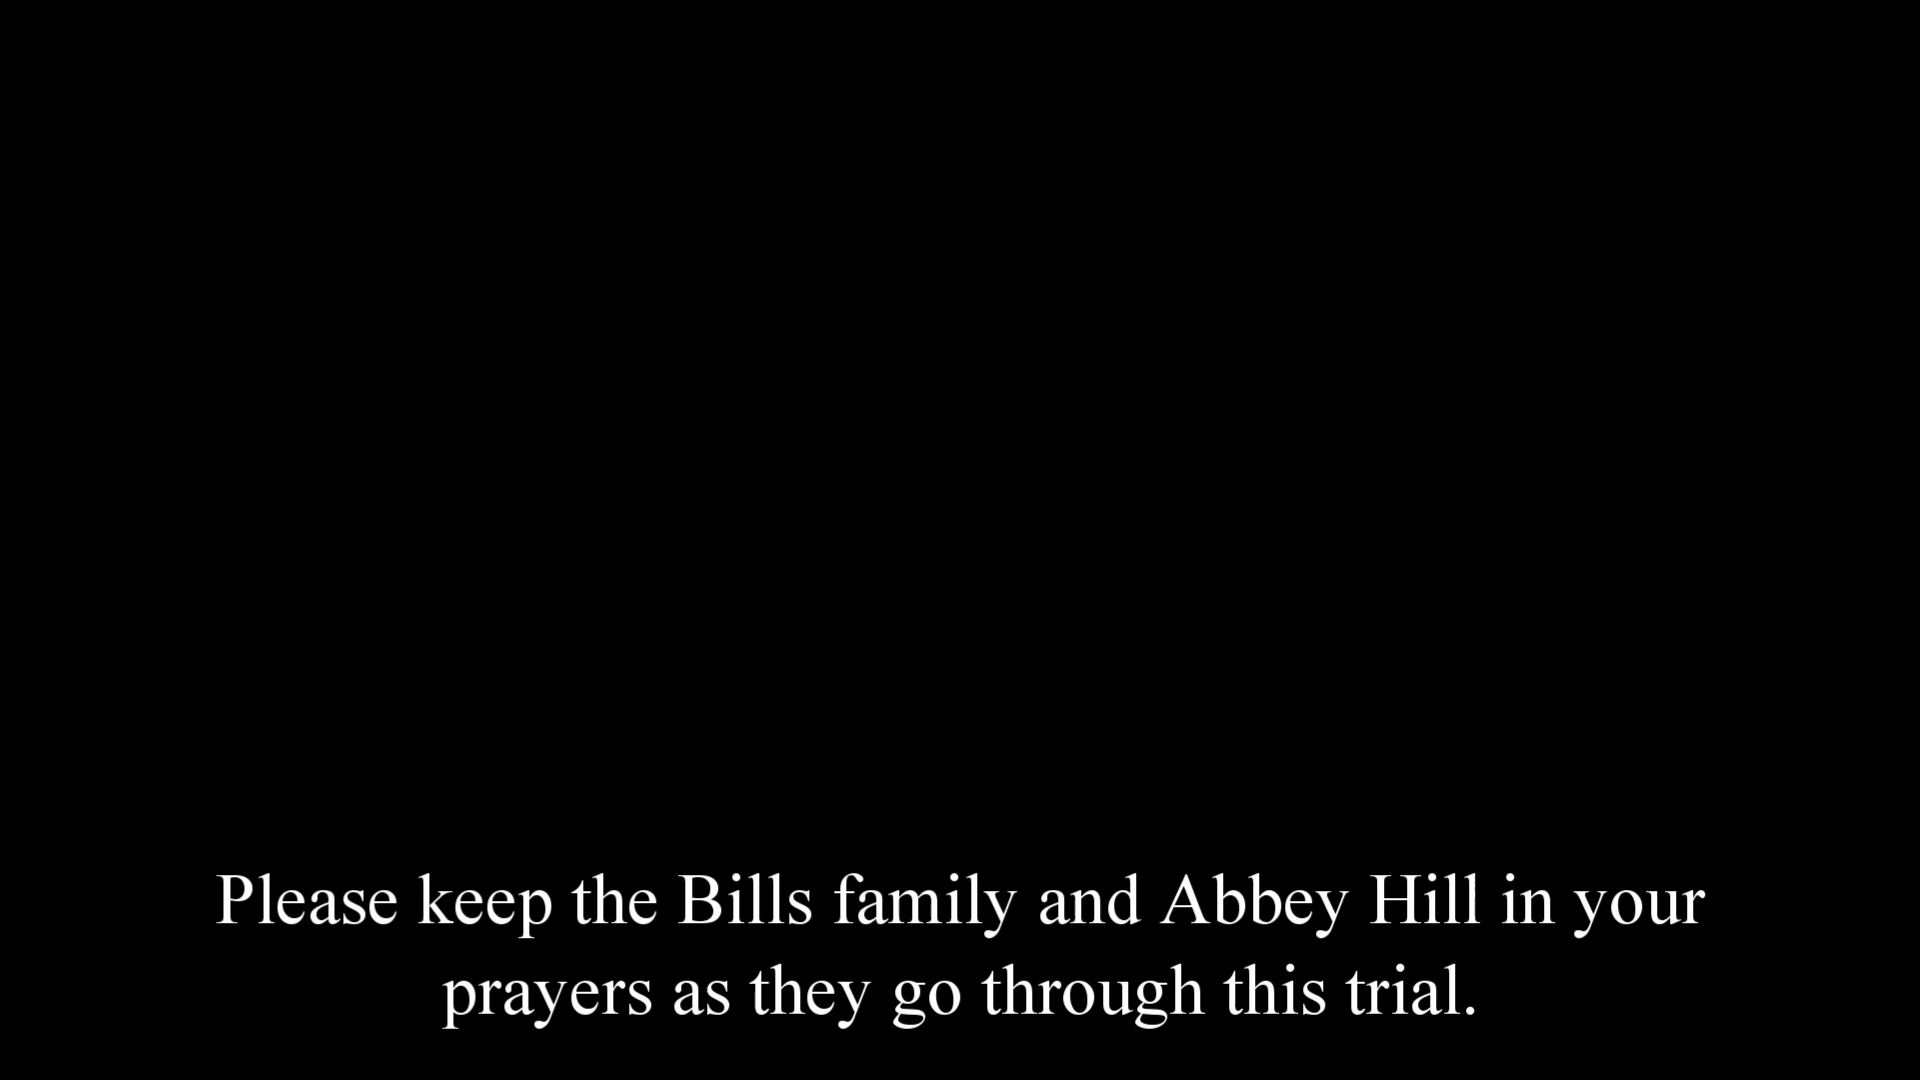 Please keep the Bills family and Abbey Hill in your
prayers as they go through this trial.